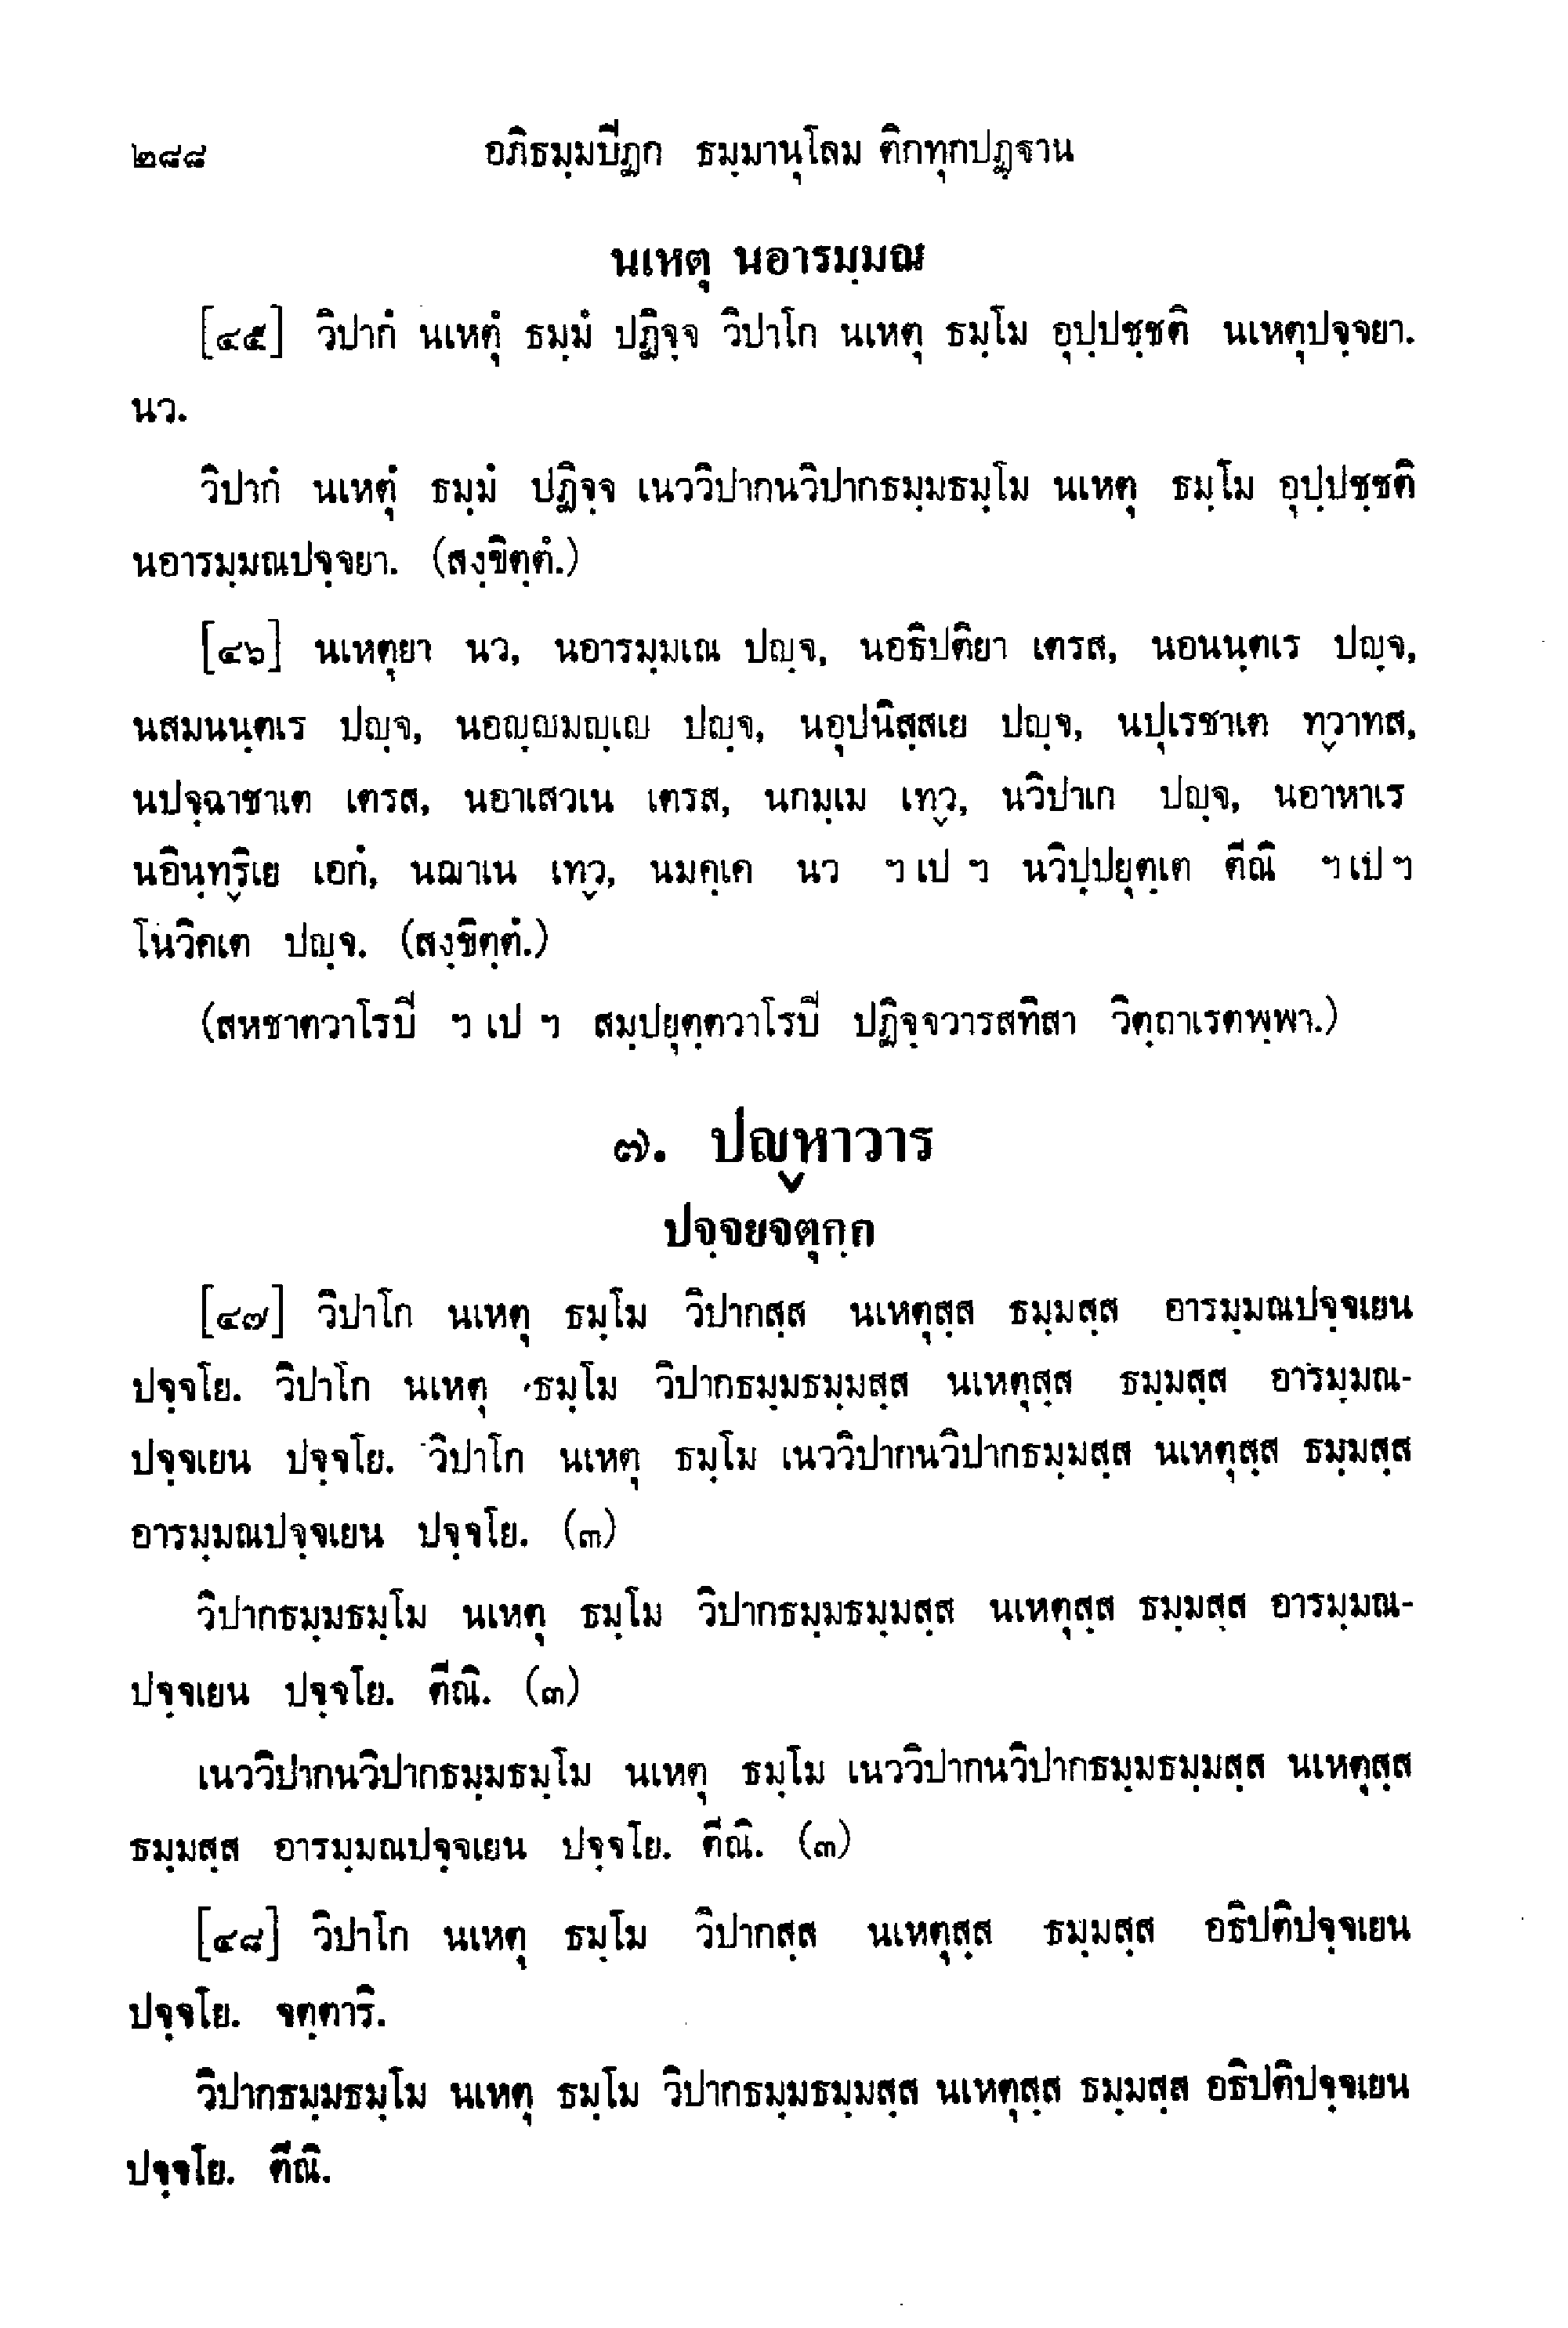 ๒๘๘ อภิธมฺมปิฏก ธมฺมานุโลม ติกทุกปฏฺฐาน
นเหตุ นอารมฺมณ
[๔๕] วิปากํ นเหตุํ ธมฺมํ ปฏิจฺจ วิปาโก นเหตุ ธมฺโม อุปฺปชฺชติ นเหตุปจฺจยา.
นว.
วิปากํ นเหตุํ ธมฺมํ ปฏิจฺจ เนววิปากนวิปากธมฺมธมฺโม นเหตุ ธมฺโม อุปฺปชฺชติ
นอารมฺมณปจฺจยา. (สงฺขิตฺตํ.)
[๔๖] นเหตุยา นว, นอารมฺมเณ ปญฺจ, นอธิปติยา เตรส, นอนนฺตเร ปญฺจ,
นสมนนฺตเร ปญฺจ, นอญฺญมญฺเญ ปญฺจ, นอุปนิสฺสเย ปญฺจ, นปุเรชาเต ทฺวาทส,
นปจฺฉาชาเต เตรส, นอาเสวเน เตรส, นกมฺเม เทฺว, นวิปาเก ปญฺจ, นอาหาเร
นอินฺทฺริเย เอกํ, นฌาเน เทฺว, นมคฺเค นว ฯ เป ฯ นวิปฺปยุตฺเต ตีณิ ฯ เป ฯ
โนวิคเต ปญฺจ. (สงฺขิตฺตํ.)
(สหชาตวาโรปิ ฯ เป ฯ สมฺปยุตฺตวาโรปิ ปฏิจฺจวารสทิสา วิตฺถาเรตพฺพา.)
๗. ปญฺหาวาร
ปจฺจยจตุกฺก
[๔๗] วิปาโก นเหตุ ธมฺโม วิปากสฺส นเหตุสฺส ธมฺมสฺส อารมฺมณปจฺจเยน
ปจฺจโย. วิปาโก นเหตุ ธมฺโม วิปากธมฺมธมฺมสฺส นเหตุสฺส ธมฺมสฺส อารมฺมณ-
ปจฺจเยน ปจฺจโย. วิปาโก นเหตุ ธมฺโม เนววิปากนวิปากธมฺมสฺส นเหตุสฺส ธมฺมสฺส
อารมฺมณปจฺจเยน ปจฺจโย. (๓)
วิปากธมฺมธมฺโม นเหตุ ธมฺโม วิปากธมฺมธมฺมสฺส นเหตุสฺส ธมฺมสฺส อารมฺมณ-
ปจฺจเยน ปจฺจโย. ตีณิ. (๓)
เนววิปากนวิปากธมฺมธมฺโม นเหตุ ธมฺโม เนววิปากนวิปากธมฺมธมฺมสฺส นเหตุสฺส
ธมฺมสฺส อารมฺมณปจฺจเยน ปจฺจโย. ตีณิ. (๓)
[๔๘] วิปาโก นเหตุ ธมฺโม วิปากสฺส นเหตุสฺส ธมฺมสฺส อธิปติปจฺจเยน
ปจฺจโย. จตฺตาริ.
วิปากธมฺมธมฺโม นเหตุ ธมฺโม วิปากธมฺมธมฺมสฺส นเหตุสฺส ธมฺมสฺส อธิปติปจฺจเยน
ปจฺจโย. ตีณิ.